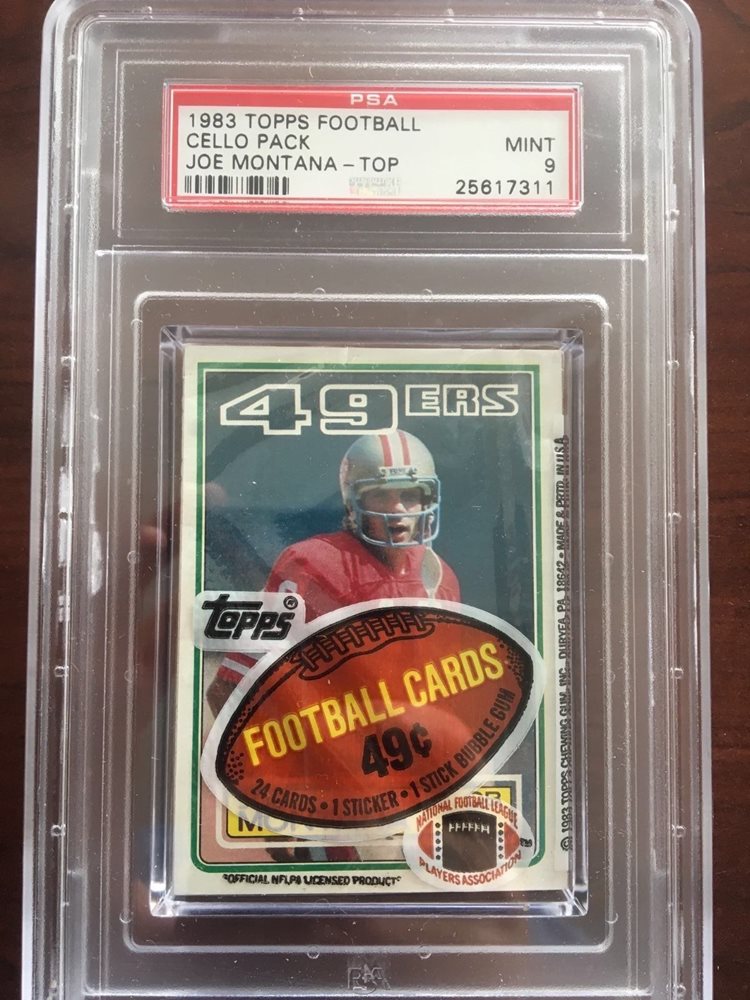 PSA
1983 TOPPS FOOTBALL
CELLO PACK
MINT
JOE MONTANA - TOP
9
25617311
49ERS
TOPPS®
FOOTBALL CARDS
49¢
24 CARDS • 1 STICKER • 1 STICK BUBBLE GUM
NATIONAL FOOTBALL LEAGUE
PLAYERS ASSOCIATION
*OFFICIAL NFLPA LICENSED PRODUCT*
© 1983 TOPPS CHEWING GUM, INC., DURYEA, PA. 18642 • MADE & PRTD. IN U.S.A.
PSA